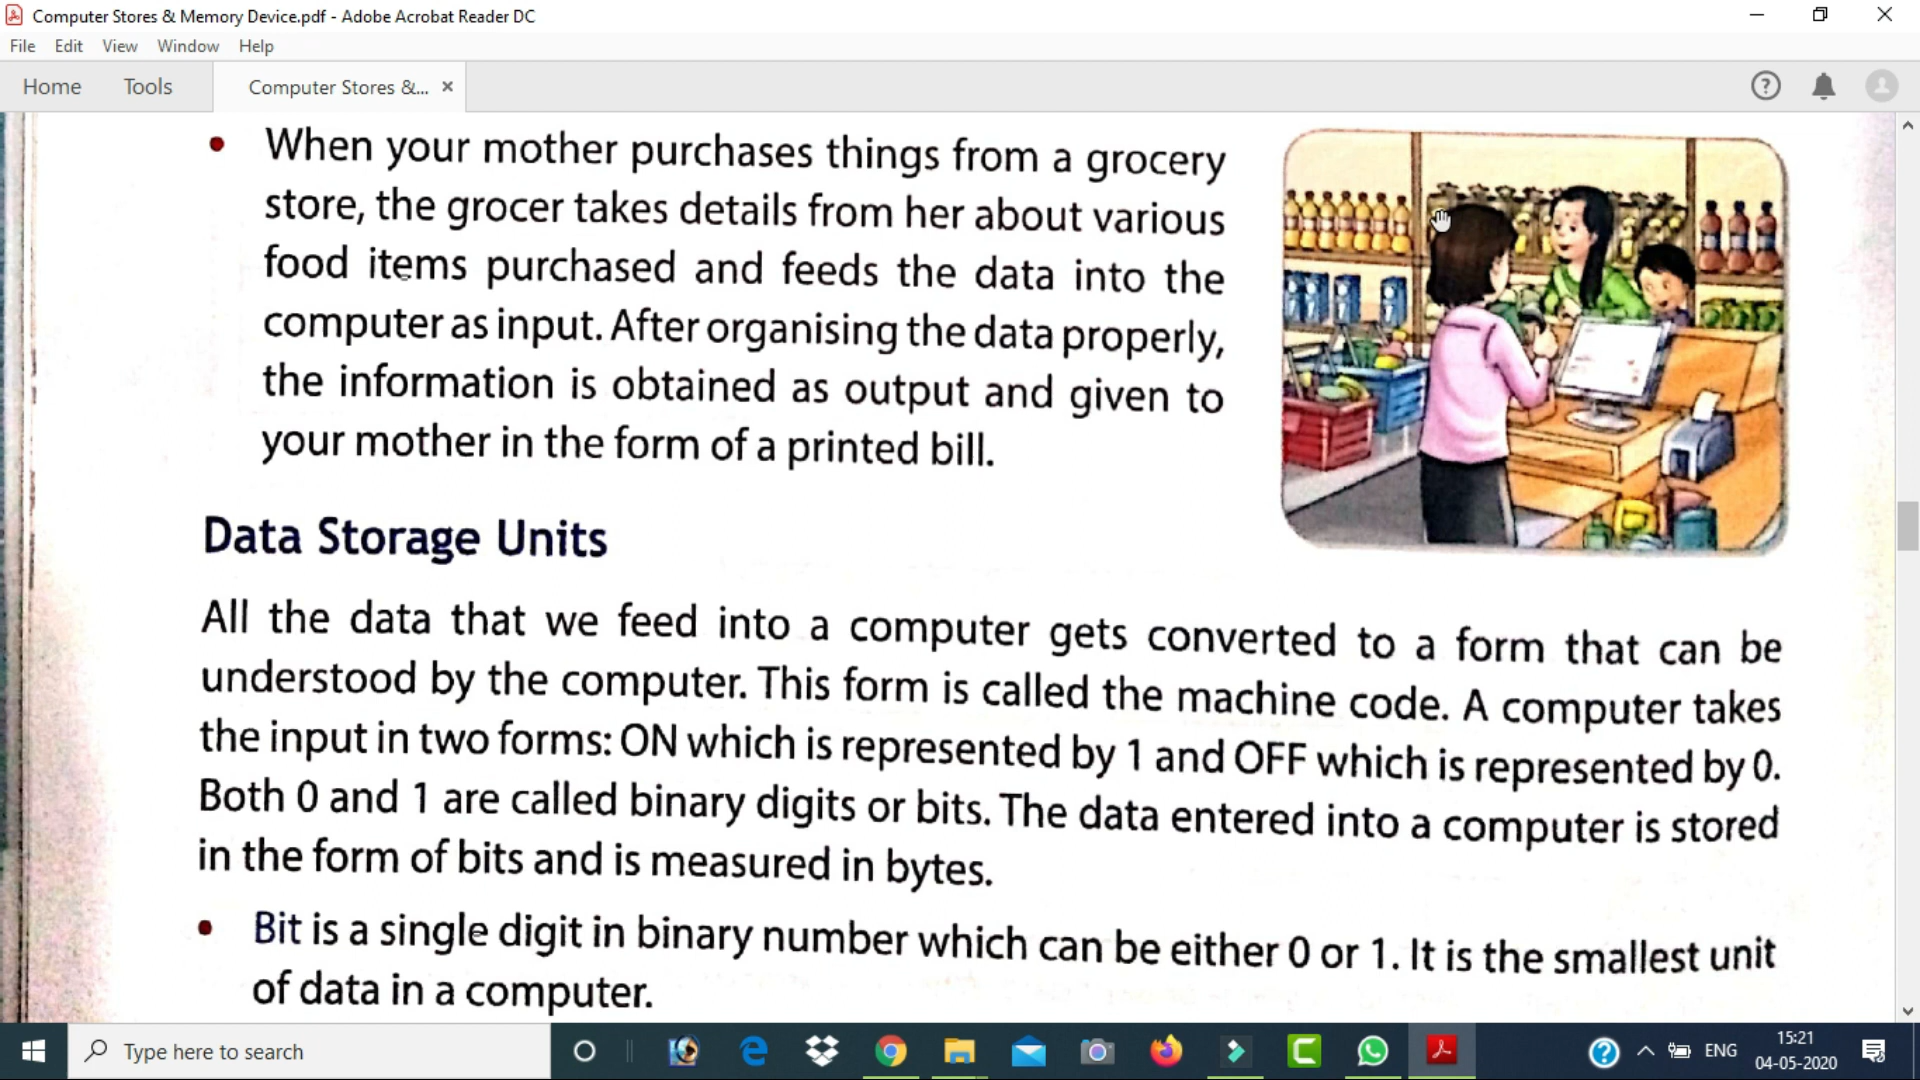 Computer Stores & Memory Device.pdf - Adobe Acrobat Reader DC
File Edit View Window Help
Home Tools Computer Stores &...
• When your mother purchases things from a grocery
store, the grocer takes details from her about various
food items purchased and feeds the data into the
computer as input. After organising the data properly,
the information is obtained as output and given to
your mother in the form of a printed bill.
Data Storage Units
All the data that we feed into a computer gets converted to a form that can be
understood by the computer. This form is called the machine code. A computer takes
the input in two forms: ON which is represented by 1 and OFF which is represented by 0.
Both 0 and 1 are called binary digits or bits. The data entered into a computer is stored
in the form of bits and is measured in bytes.
• Bit is a single digit in binary number which can be either 0 or 1. It is the smallest unit
of data in a computer.
Type here to search
ENG
15:21
04-05-2020